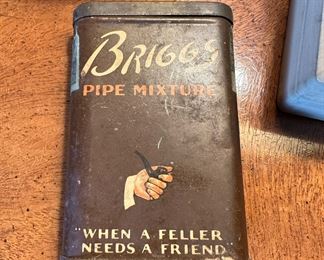 BRIGGS
PIPE MIXTURE
"WHEN A FELLER
NEEDS A FRIEND"